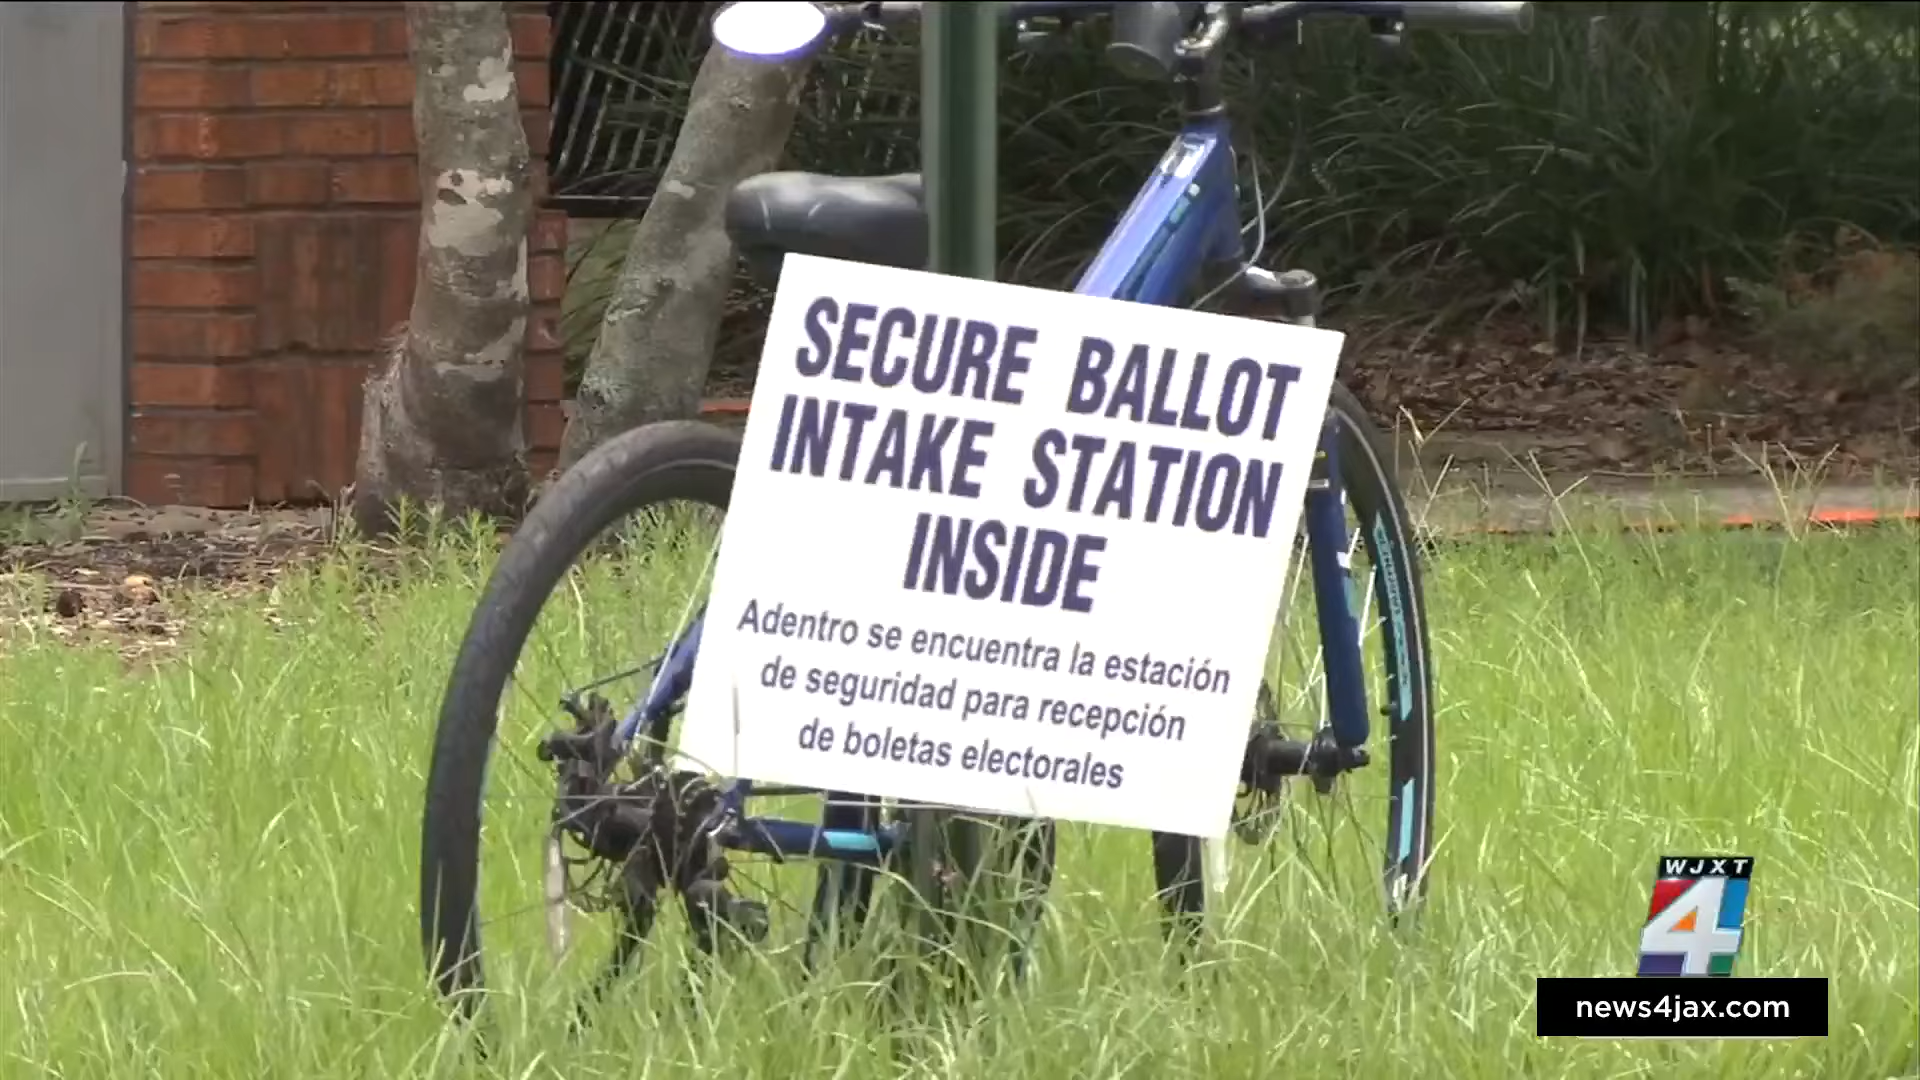 SECURE BALLOT
INTAKE STATION
INSIDE
Adentro se encuentra la estación
de seguridad para recepción
de boletas electorales
WJXT
4
news4jax.com